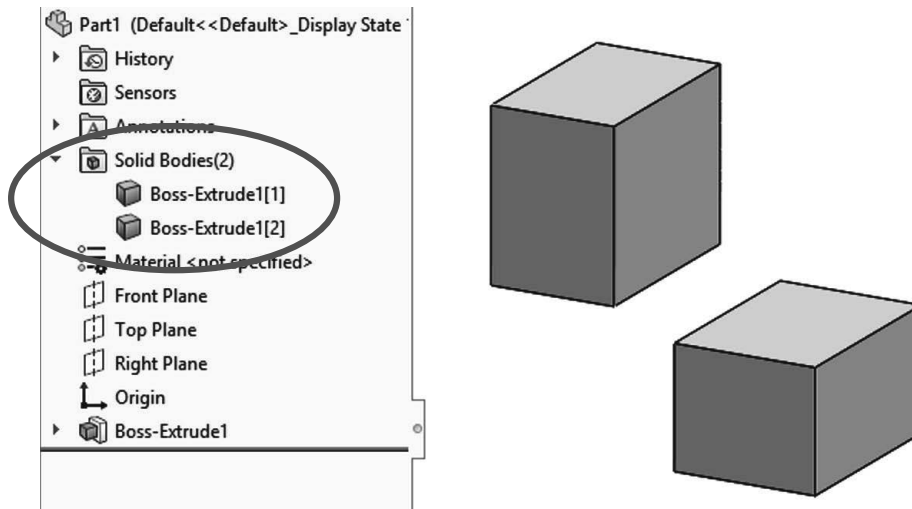 Part1 (Default<<Default>_Display State
History
Sensors
Annotations
Solid Bodies(2)
Boss-Extrude1[1]
Boss-Extrude1[2]
Material <not specified>
Front Plane
Top Plane
Right Plane
Origin
Boss-Extrude1